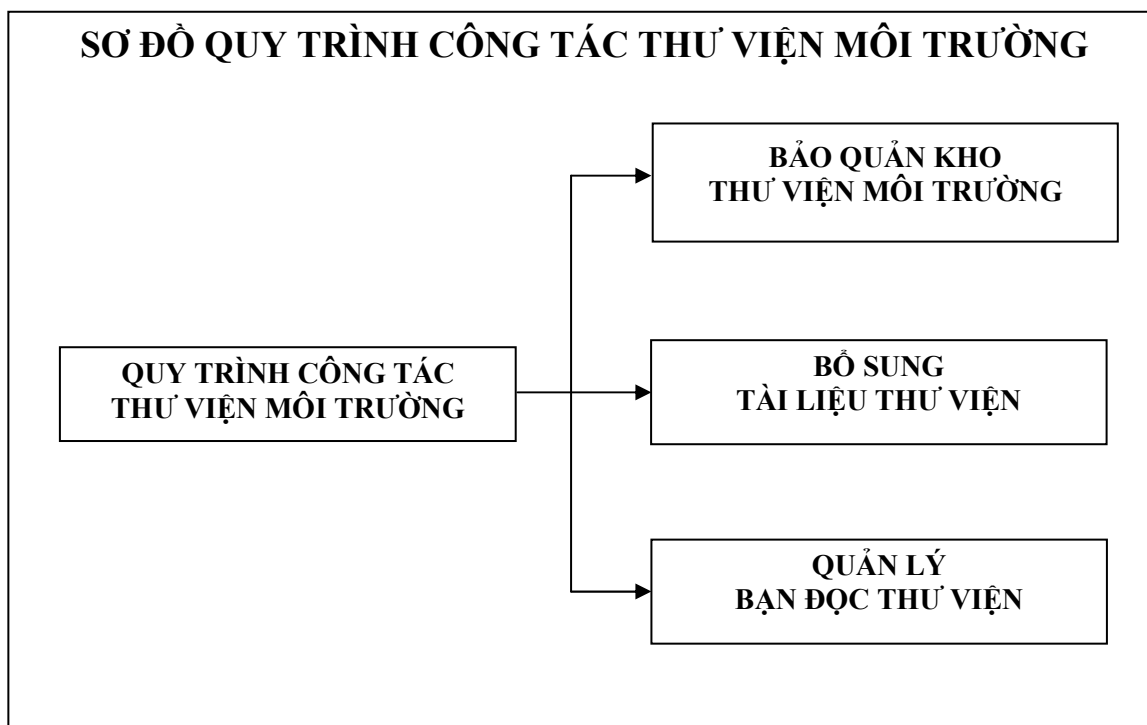 SƠ ĐỒ QUY TRÌNH CÔNG TÁC THƯ VIỆN MÔI TRƯỜNG
BẢO QUẢN KHO
THƯ VIỆN MÔI TRƯỜNG
QUY TRÌNH CÔNG TÁC
THƯ VIỆN MÔI TRƯỜNG
BỔ SUNG
TÀI LIỆU THƯ VIỆN
QUẢN LÝ
BẠN ĐỌC THƯ VIỆN